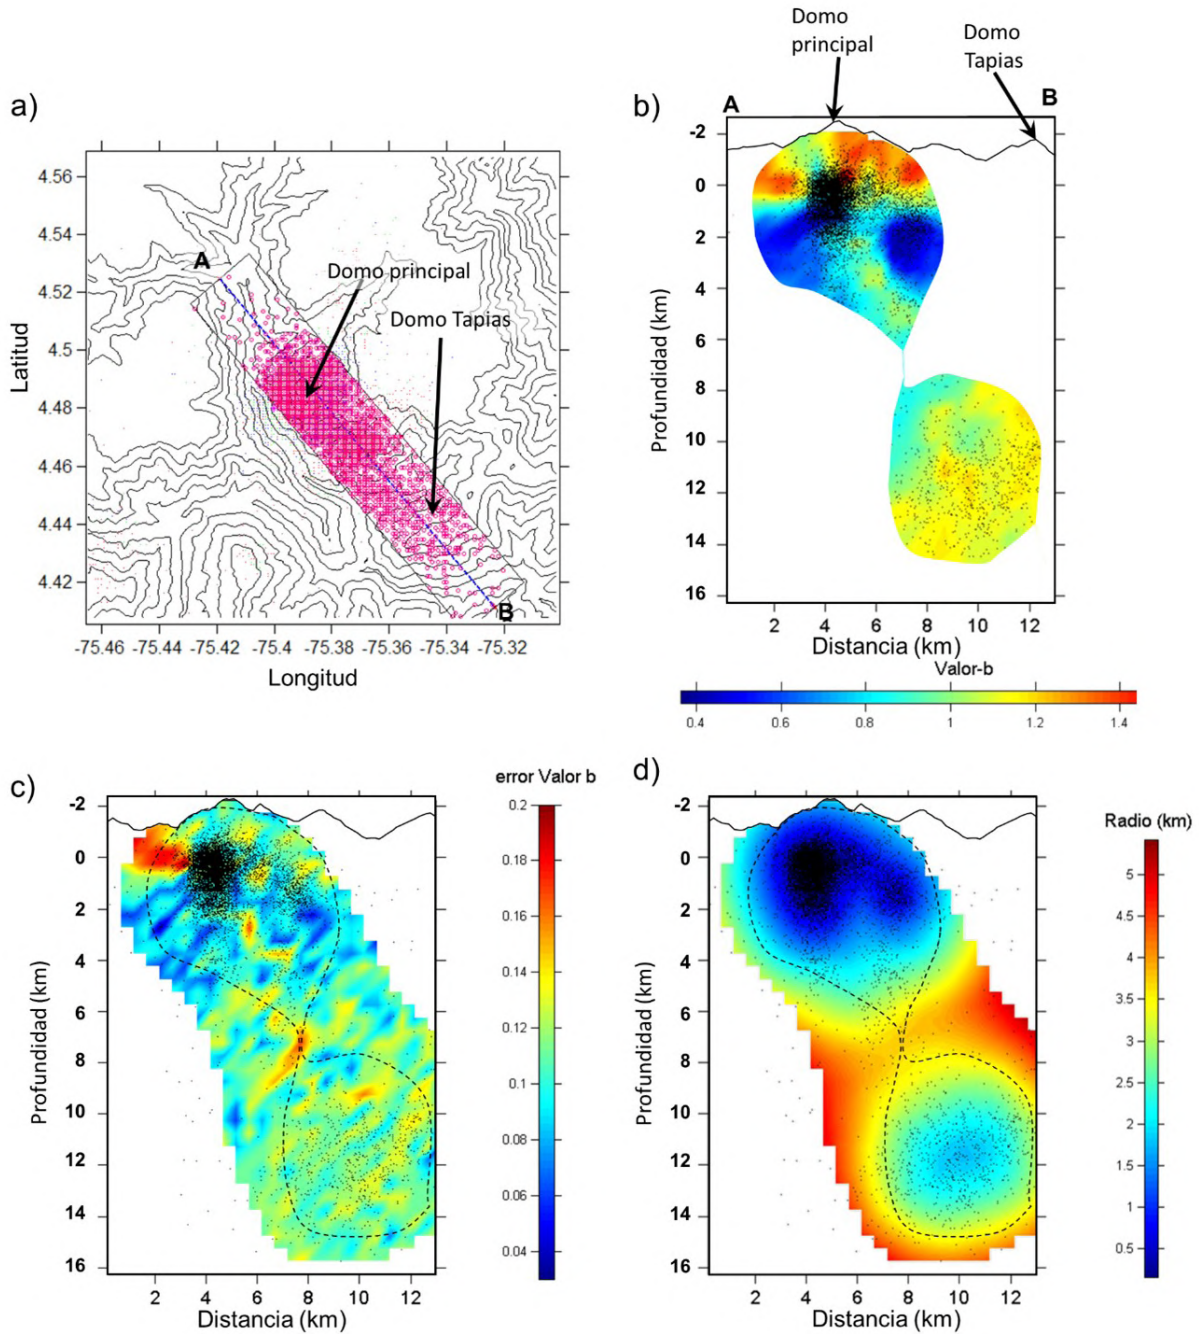 a)
4.56
4.54
4.52
4.5
4.48
4.46
4.44
4.42
Latitud
A
Domo principal
Domo Tapias
B
-75.46 -75.44 -75.42 -75.4 -75.38 -75.36 -75.34 -75.32
Longitud
b)
Domo
principal
Domo
Tapias
A
B
-2
0
2
4
6
8
10
12
14
16
Profundidad (km)
2 4 6 8 10 12
Distancia (km)
Valor-b
0.4 0.6 0.8 1 1.2 1.4
c)
error Valor b
-2
0
2
4
6
8
10
12
14
16
Profundidad (km)
2 4 6 8 10 12
Distancia (km)
0.2
0.18
0.16
0.14
0.12
0.1
0.08
0.06
0.04
d)
Radio (km)
-2
0
2
4
6
8
10
12
14
16
Profundidad (km)
2 4 6 8 10 12
Distancia (km)
5
4.5
4
3.5
3
2.5
2
1.5
1
0.5